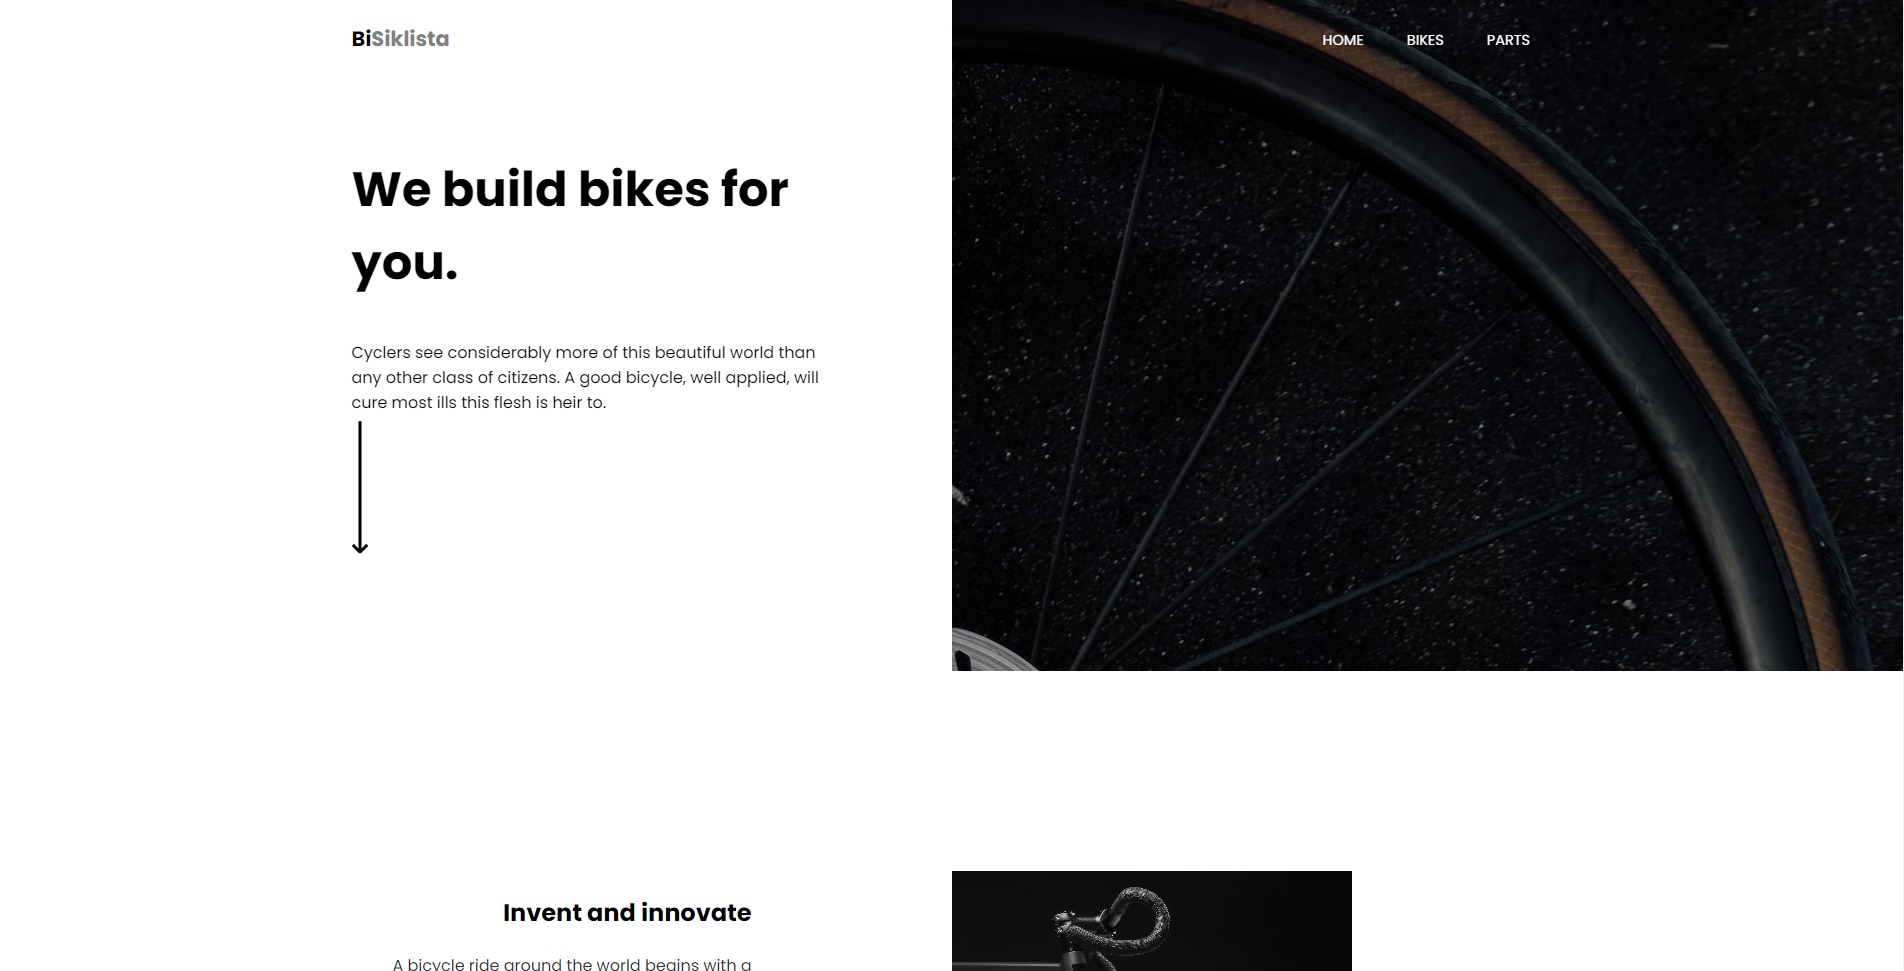 BiSiklista
HOME BIKES PARTS
We build bikes for
you.
Cyclers see considerably more of this beautiful world than
any other class of citizens. A good bicycle, well applied, will
cure most ills this flesh is heir to.
Invent and innovate
A bicycle ride around the world begins with a